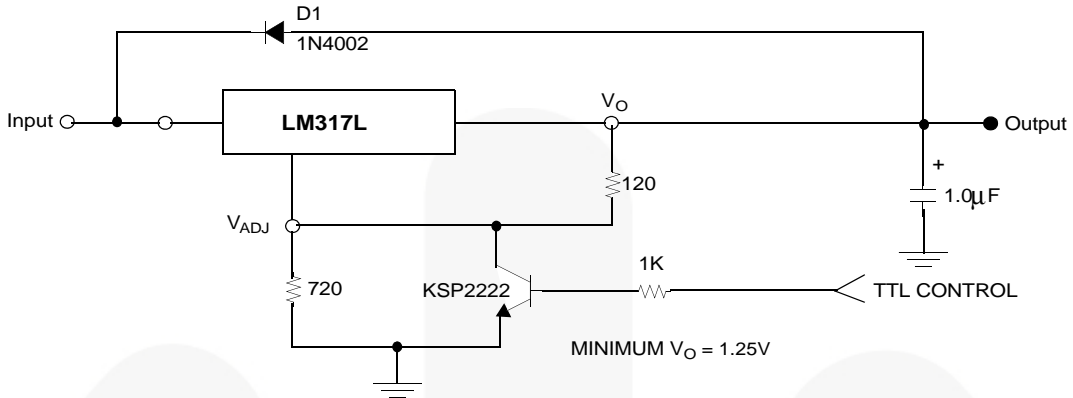 D1
1N4002
Input
LM317L
VO
Output
120
+
1.0μF
VADJ
720
KSP2222
1K
TTL CONTROL
MINIMUM VO = 1.25V